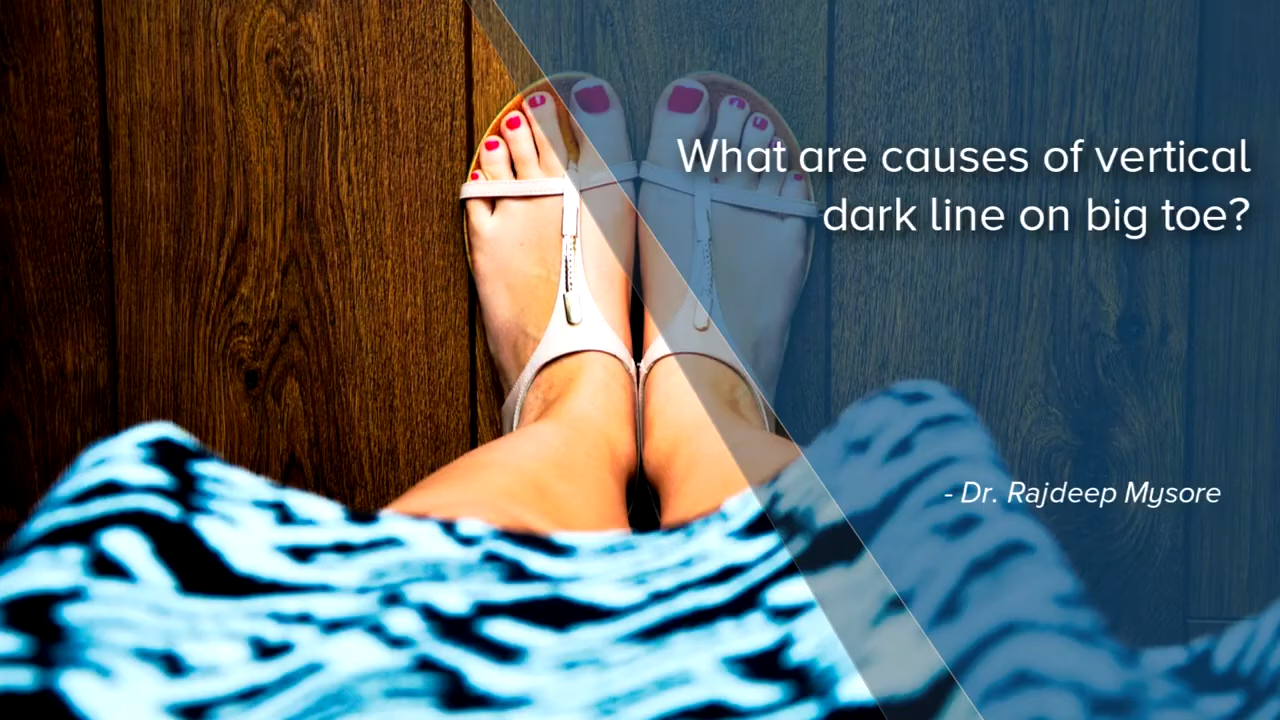 What are causes of vertical
dark line on big toe?
- Dr. Rajdeep Mysore